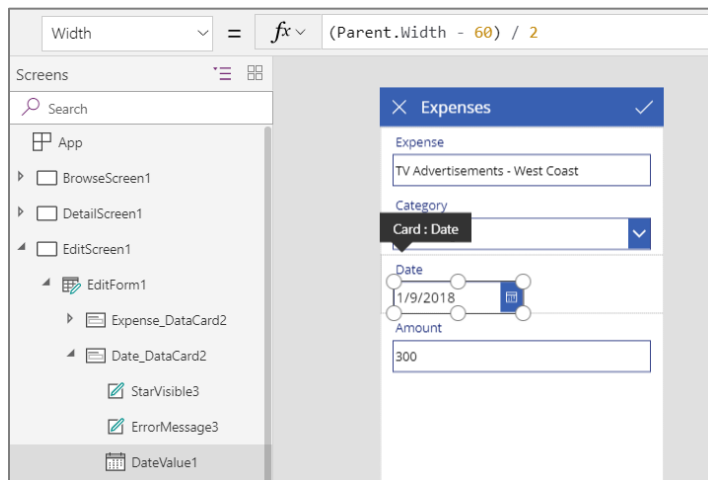 Width = fx (Parent.Width - 60) / 2
Screens
Search
App
BrowseScreen1
DetailScreen1
EditScreen1
EditForm1
Expense_DataCard2
Date_DataCard2
StarVisible3
ErrorMessage3
DateValue1
Expenses
Expense
TV Advertisements - West Coast
Category
Card : Date
Date
1/9/2018
Amount
300